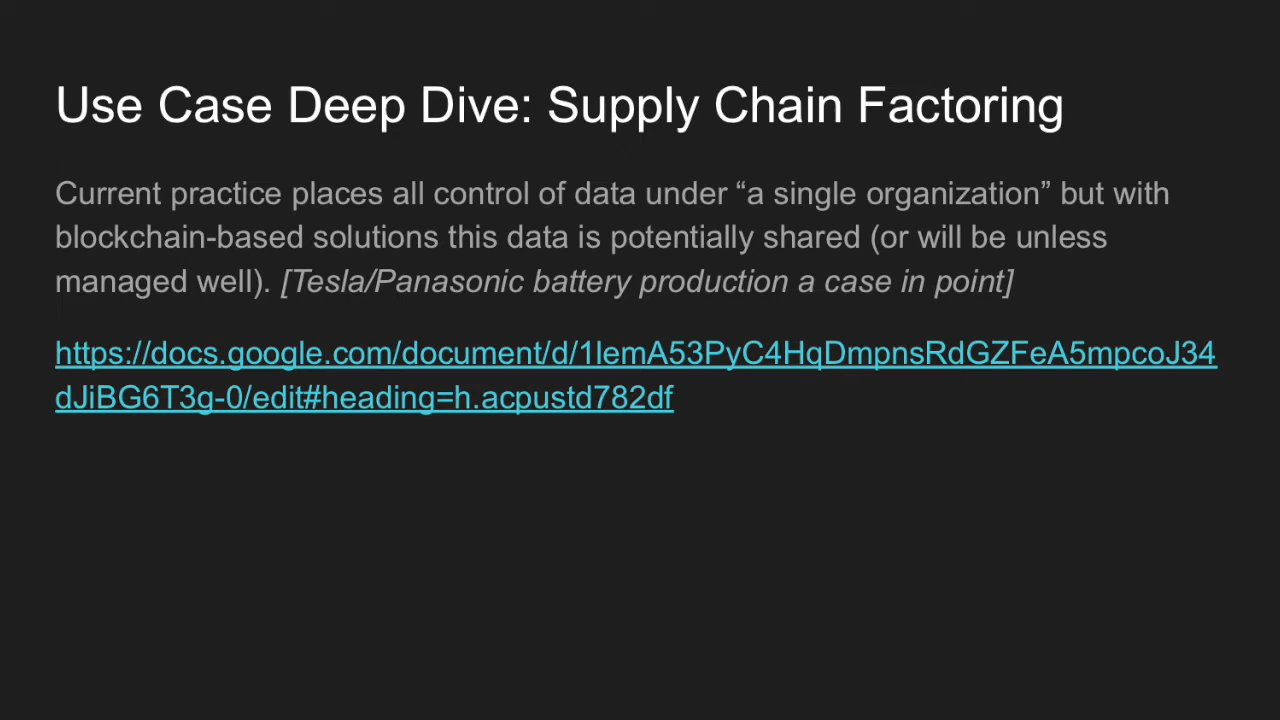 Use Case Deep Dive: Supply Chain Factoring
Current practice places all control of data under “a single organization” but with
blockchain-based solutions this data is potentially shared (or will be unless
managed well). [Tesla/Panasonic battery production a case in point]
https://docs.google.com/document/d/1lemA53PyC4HqDmpnsRdGZFeA5mpcoJ34
dJiBG6T3g-0/edit#heading=h.acpustd782df